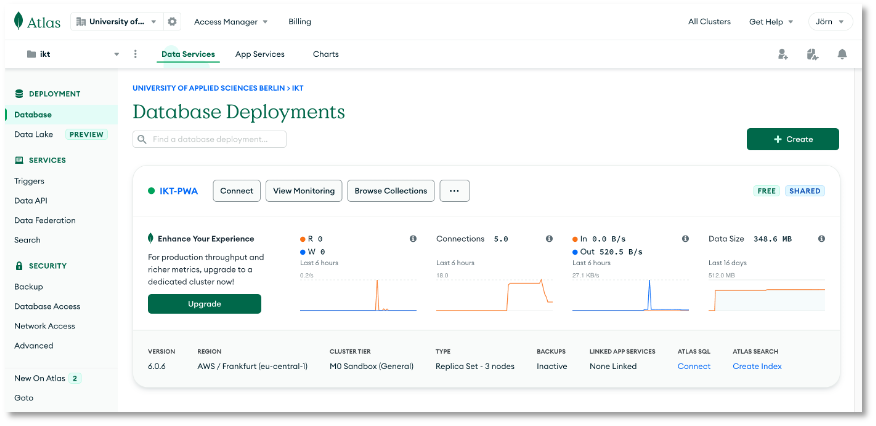 Atlas
University of...
Access Manager
Billing
All Clusters
Get Help
Jörn
ikt
Data Services
App Services
Charts
DEPLOYMENT
Database
Data Lake PREVIEW
SERVICES
Triggers
Data API
Data Federation
Search
SECURITY
Backup
Database Access
Network Access
Advanced
New On Atlas 2
Goto
UNIVERSITY OF APPLIED SCIENCES BERLIN > IKT
Database Deployments
Find a database deployment...
+ Create
IKT-PWA
Connect
View Monitoring
Browse Collections
...
FREE
SHARED
Enhance Your Experience
For production throughput and
richer metrics, upgrade to a
dedicated cluster now!
Upgrade
R 0
W 0
Last 6 hours
Connections 5.0
Last 6 hours
In 0.0 B/s
Out 520.5 B/s
Last 6 hours
27.1 KB/s
Data Size 348.6 MB
Last 16 days
512.0 MB
VERSION
6.0.6
REGION
AWS / Frankfurt (eu-central-1)
CLUSTER TIER
M0 Sandbox (General)
TYPE
Replica Set - 3 nodes
BACKUPS
Inactive
LINKED APP SERVICES
None Linked
ATLAS SQL
Connect
ATLAS SEARCH
Create Index